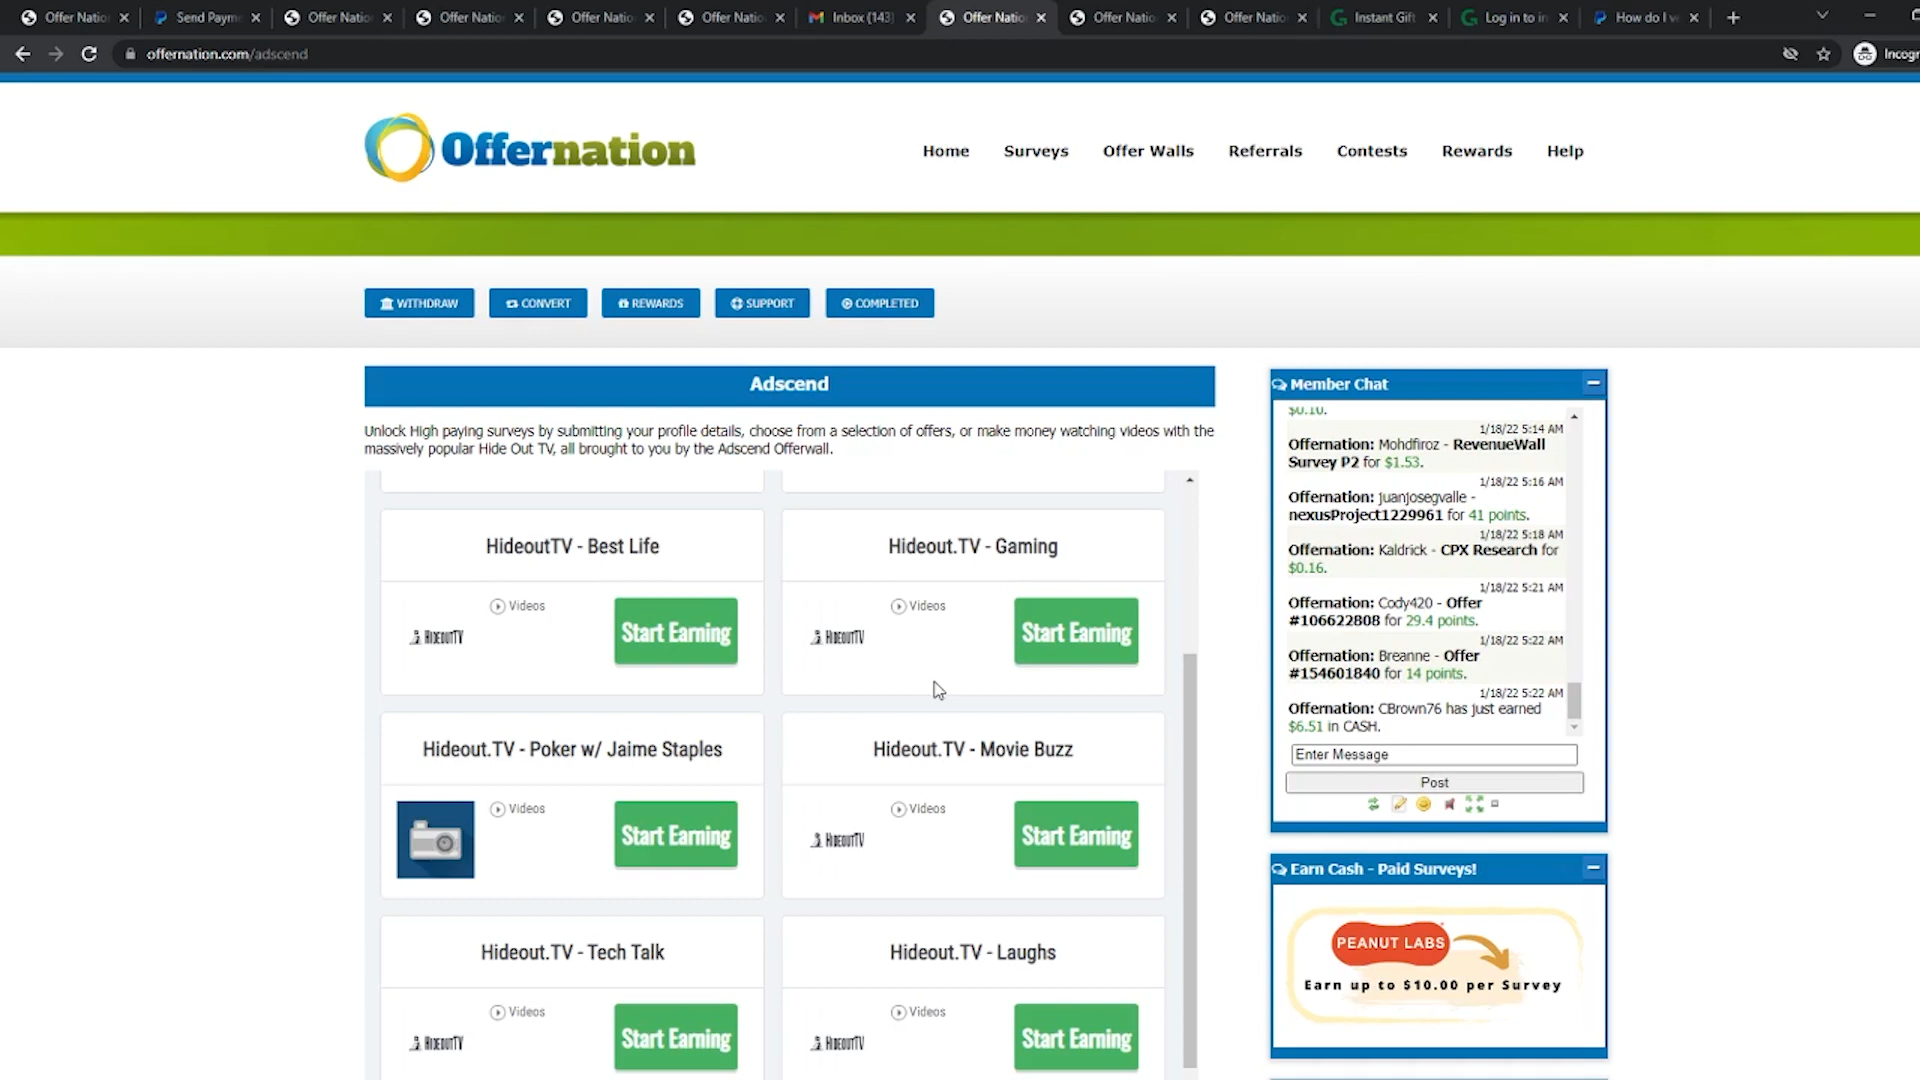 Offer Natio
Send Paym
Offer Natio
Offer Natio
Offer Natio
Offer Natio
Inbox (143)
Offer Natio
Offer Natio
Offer Natio
Instant Gift
Log in to in
How do I v
offernation.com/adscend
Incogn
Offernation
Home
Surveys
Offer Walls
Referrals
Contests
Rewards
Help
WITHDRAW
CONVERT
REWARDS
SUPPORT
COMPLETED
Adscend
Unlock High paying surveys by submitting your profile details, choose from a selection of offers, or make money watching videos with the
massively popular Hide Out TV, all brought to you by the Adscend Offerwall.
HideoutTV - Best Life
Videos
HIDEOUTTV
Start Earning
Hideout.TV - Gaming
Videos
HIDEOUTTV
Start Earning
Hideout.TV - Poker w/ Jaime Staples
Videos
Start Earning
Hideout.TV - Movie Buzz
Videos
HIDEOUTTV
Start Earning
Hideout.TV - Tech Talk
Videos
HIDEOUTTV
Start Earning
Hideout.TV - Laughs
Videos
HIDEOUTTV
Start Earning
Member Chat
$0.10.
1/18/22 5:14 AM
Offernation: Mohdfiroz - RevenueWall
Survey P2 for $1.53.
1/18/22 5:16 AM
Offernation: juanjosegvalle -
nexusProject1229961 for 41 points.
1/18/22 5:18 AM
Offernation: Kaldrick - CPX Research for
$0.16.
1/18/22 5:21 AM
Offernation: Cody420 - Offer
#106622808 for 29.4 points.
1/18/22 5:22 AM
Offernation: Breanne - Offer
#154601840 for 14 points.
1/18/22 5:22 AM
Offernation: CBrown76 has just earned
$6.51 in CASH.
Enter Message
Post
Earn Cash - Paid Surveys!
PEANUT LABS
Earn up to $10.00 per Survey